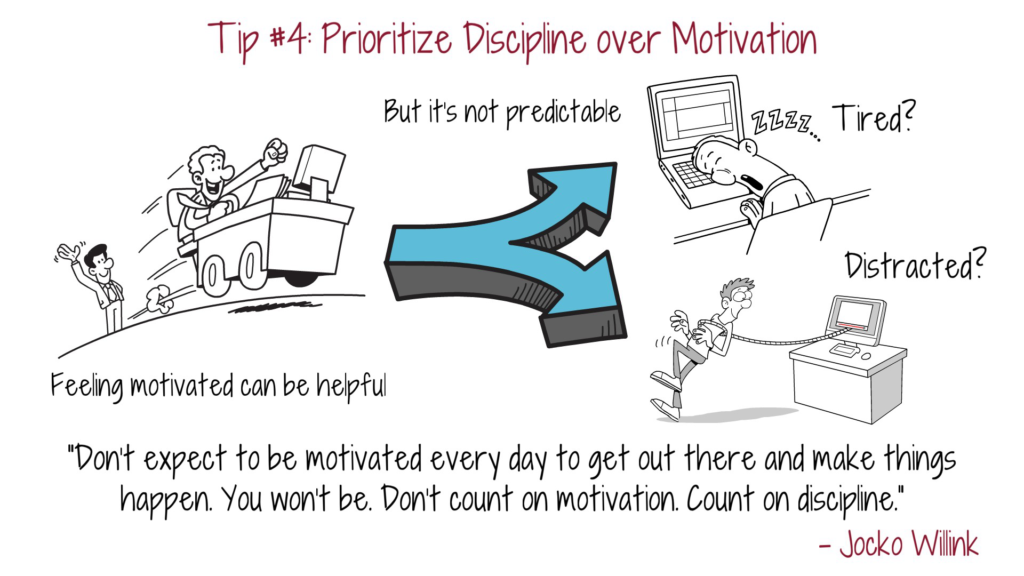 Tip #4: Prioritize Discipline over Motivation
But it's not predictable
ZZZZ...
Tired?
Distracted?
Feeling motivated can be helpful
"Don't expect to be motivated every day to get out there and make things
happen. You won't be. Don't count on motivation. Count on discipline."
- Jocko Willink